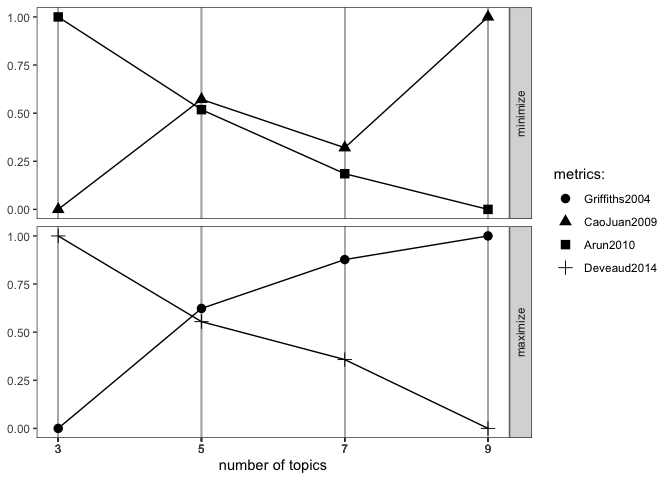 1.00
0.75
0.50
0.25
0.00
minimize
1.00
0.75
0.50
0.25
0.00
maximize
3 5 7 9
number of topics
metrics:
Griffiths2004
CaoJuan2009
Arun2010
Deveaud2014